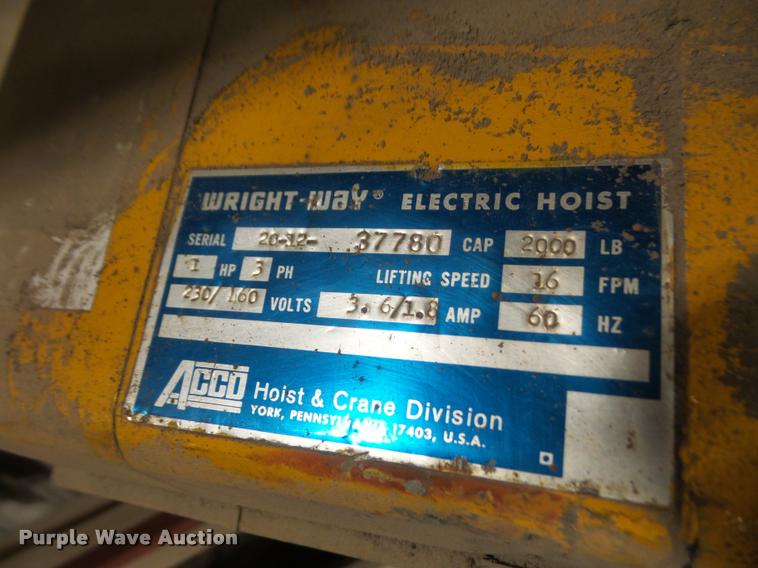 WRIGHT-WAY® ELECTRIC HOIST
SERIAL 20-12- 37780 CAP 2000 LB
1 HP 3 PH LIFTING SPEED 16 FPM
230/460 VOLTS 3.6/1.8 AMP 60 HZ
ACCO Hoist & Crane Division
YORK, PENNSYLVANIA 17403, U.S.A.
Purple Wave Auction